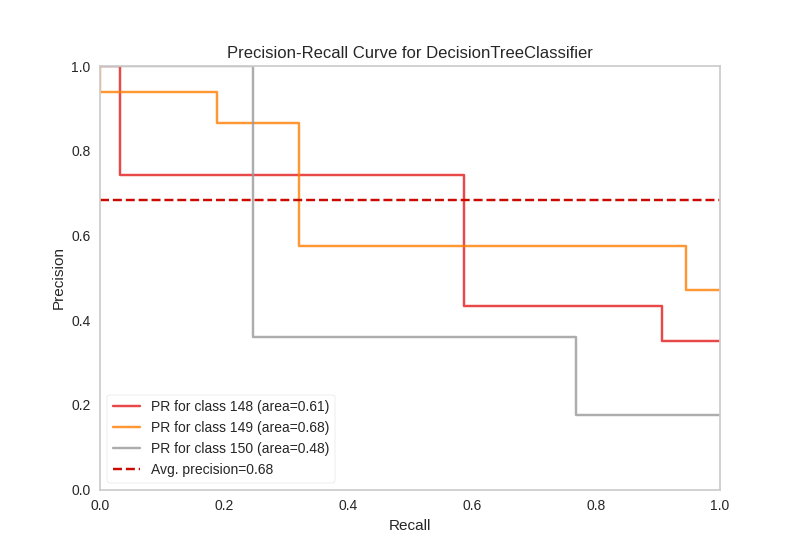 Precision-Recall Curve for DecisionTreeClassifier
1.0
0.8
0.6
0.4
0.2
0.0
Precision
PR for class 148 (area=0.61)
PR for class 149 (area=0.68)
PR for class 150 (area=0.48)
Avg. precision=0.68
0.0 0.2 0.4 0.6 0.8 1.0
Recall